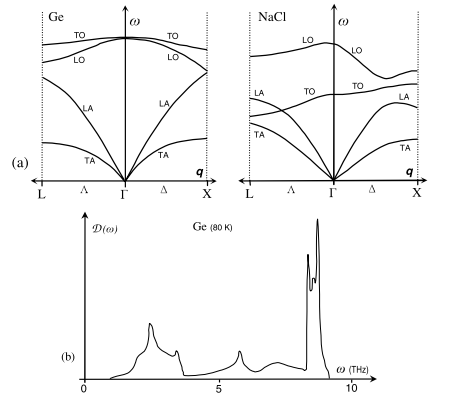 Ge ω NaCl ω
TO TO
LO LO
LO
LA LA
TO TO
LA LA
TA TA
TA TA
(a)
q q
L Λ Γ Δ X L Λ Γ Δ X
D(ω) Ge (80 K)
(b)
ω (THz)
0 5 10